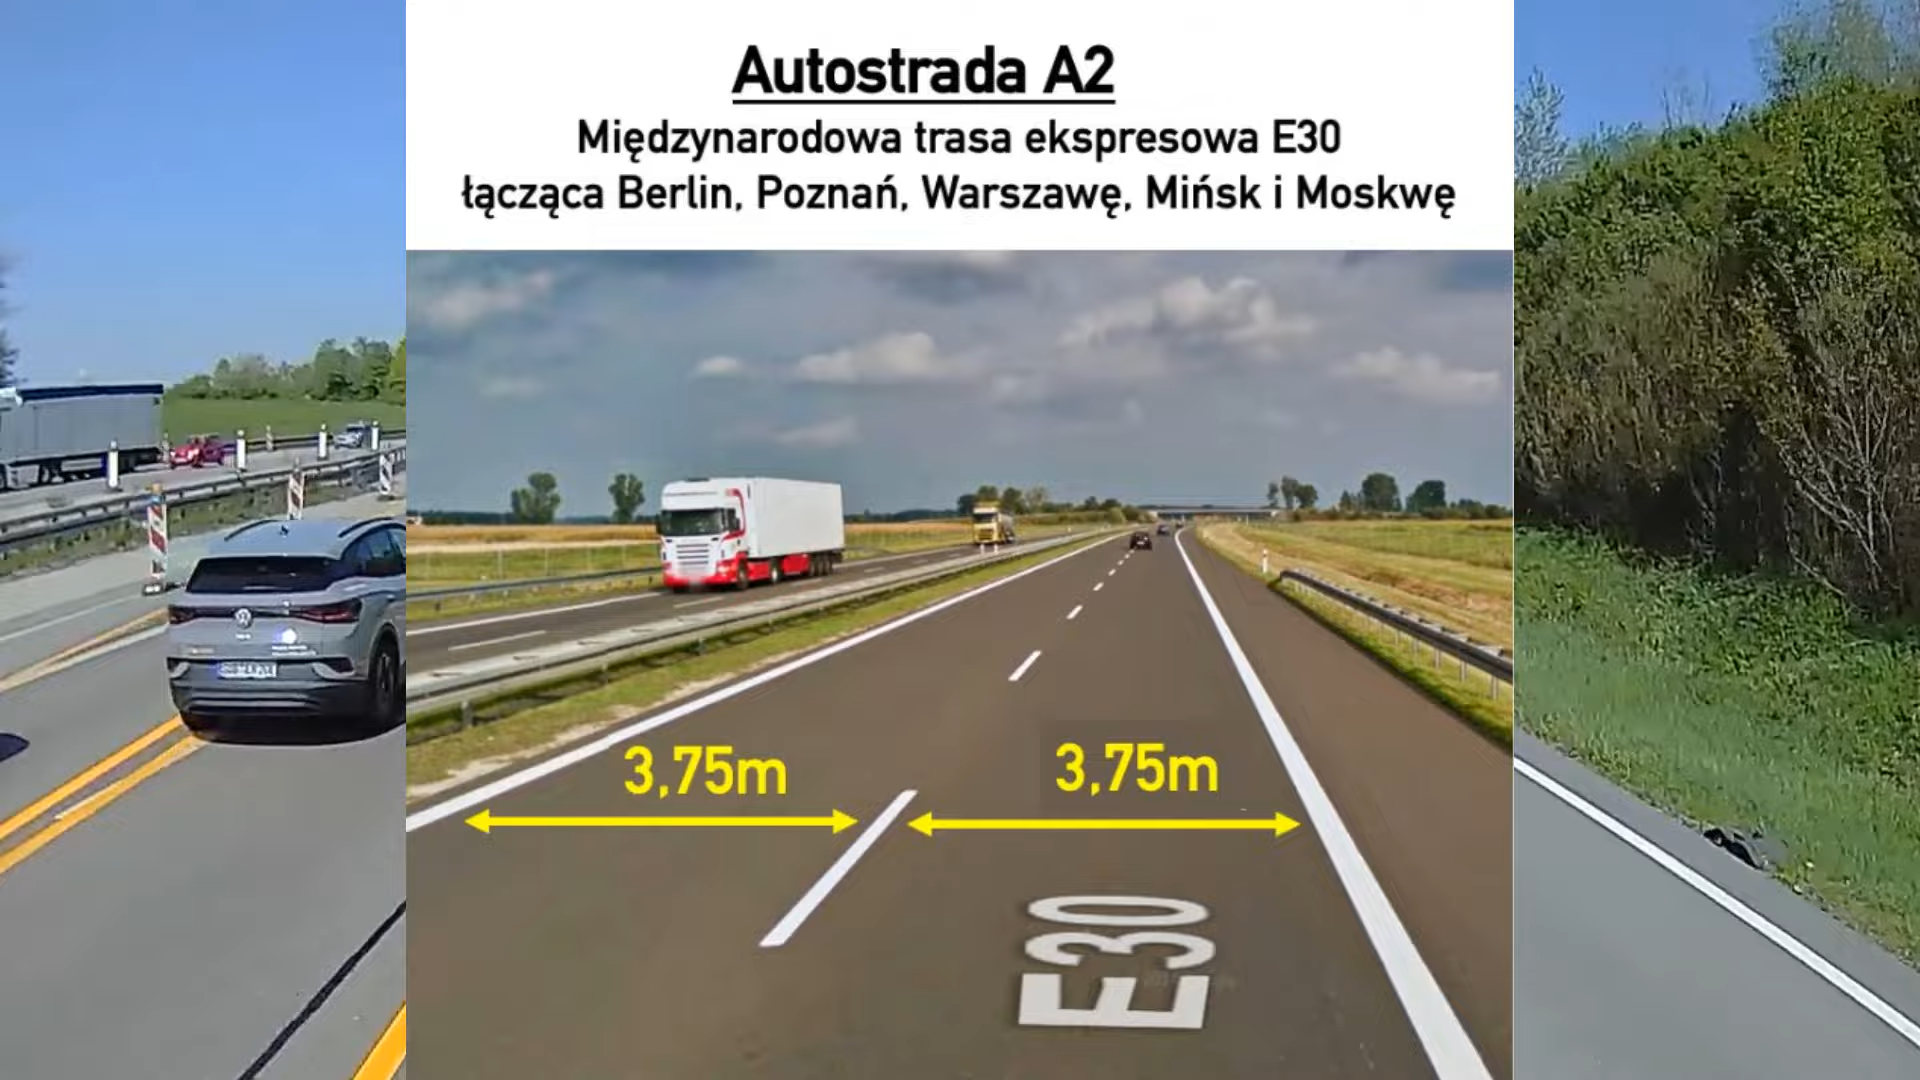 Autostrada A2
Międzynarodowa trasa ekspresowa E30
łącząca Berlin, Poznań, Warszawę, Mińsk i Moskwę
3,75m
3,75m
E30